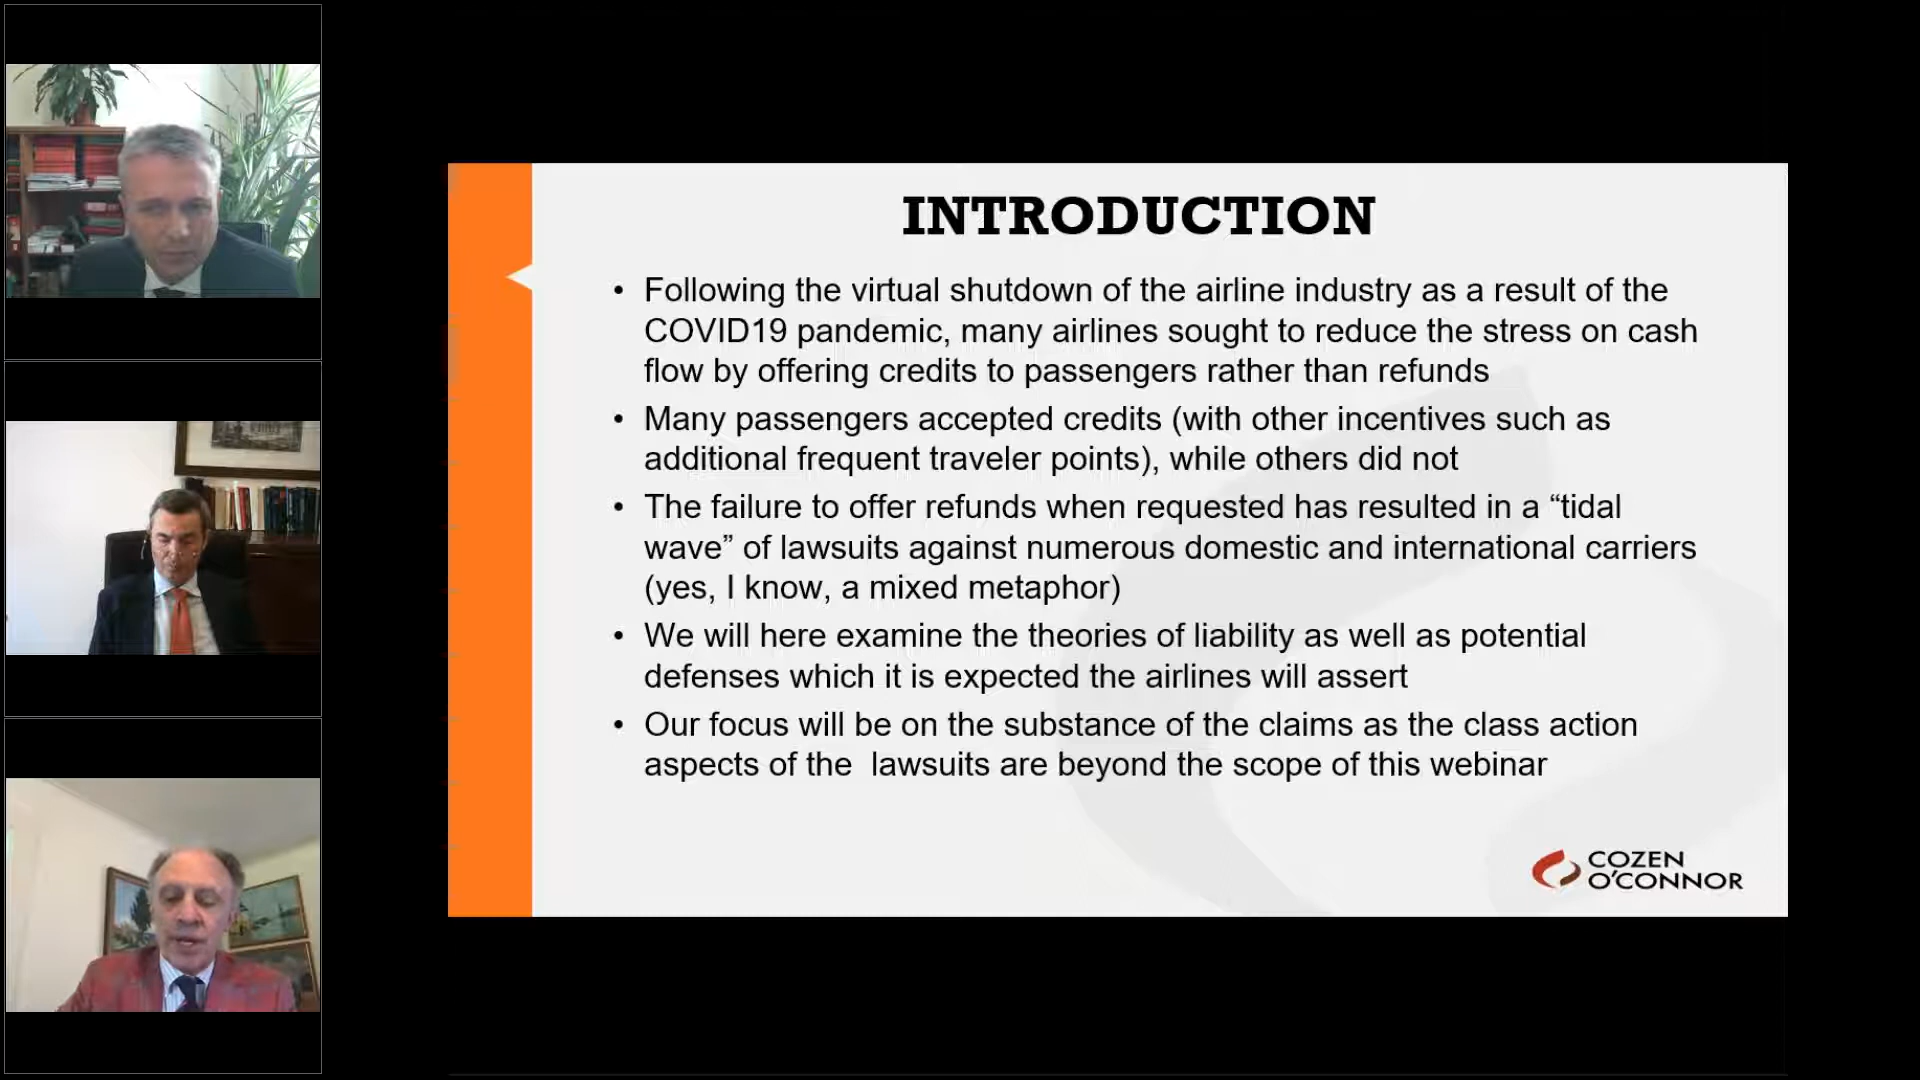 INTRODUCTION
• Following the virtual shutdown of the airline industry as a result of the
COVID19 pandemic, many airlines sought to reduce the stress on cash
flow by offering credits to passengers rather than refunds
• Many passengers accepted credits (with other incentives such as
additional frequent traveler points), while others did not
• The failure to offer refunds when requested has resulted in a “tidal
wave” of lawsuits against numerous domestic and international carriers
(yes, I know, a mixed metaphor)
• We will here examine the theories of liability as well as potential
defenses which it is expected the airlines will assert
• Our focus will be on the substance of the claims as the class action
aspects of the  lawsuits are beyond the scope of this webinar
COZEN
O’CONNOR